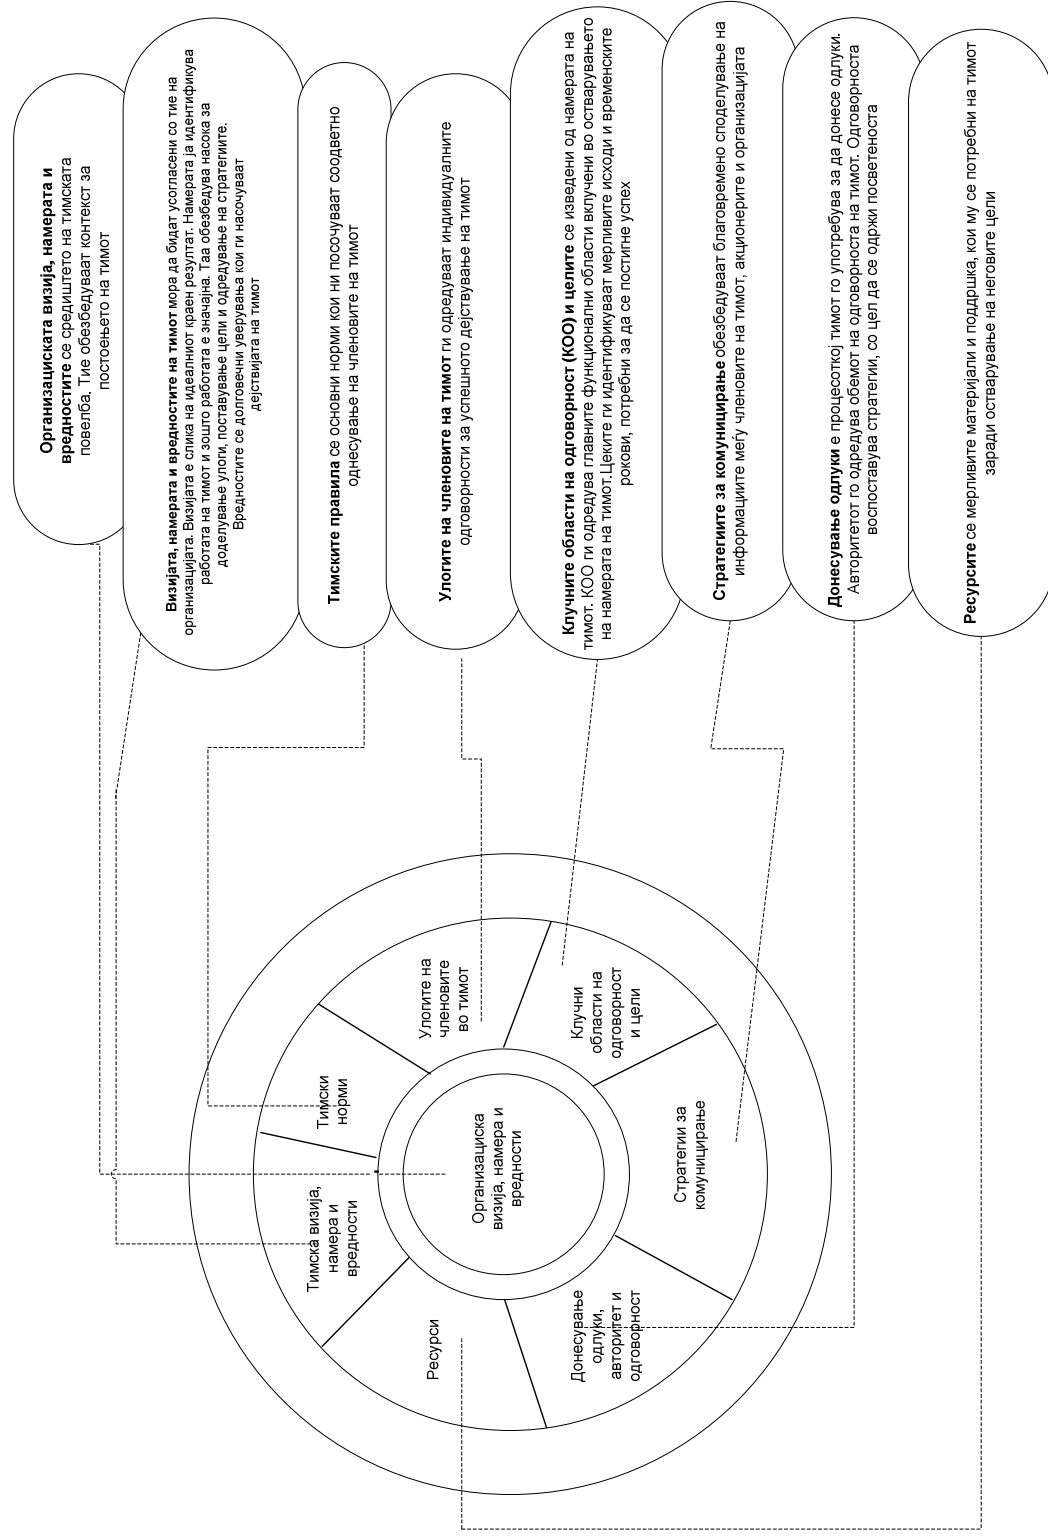 Организациската визија, намерата и
вредностите се средиштето на тимската
повелба. Тие обезбедуваат контекст за
постоењето на тимот
Визијата, намерата и вредностите на тимот мора да бидат усогласени со тие на
организацијата. Визијата е слика на идеалниот краен резултат. Намерата ја идентификува
работата на тимот и зошто работата е значајна. Таа обезбедува насока за
доделување улоги, поставување цели и одредување на стратегиите.
Вредностите се долговечни уверувања кои ги насочуваат
дејствијата на тимот
Тимските правила се основни норми кои ни посочуваат соодветно
однесување на членовите на тимот
Улогите на членовите на тимот ги одредуваат индивидуалните
одговорности за успешното дејствување на тимот
Клучните области на одговорност (КОО) и целите се изведени од намерата на
тимот. КОО ги одредува главните функционални области вклучени во остварувањето
на намерата на тимот.Цеките ги идентификуваат мерливите исходи и временските
рокови, потребни за да се постигне успех
Стратегиите за комуницирање обезбедуваат благовремено споделување на
информациите меѓу членовите на тимот, акционерите и организацијата
Донесување одлуки е процесоткој тимот го употребува за да донесе одлуки.
Авторитетот го одредува обемот на одговорноста на тимот. Одговорноста
воспоставува стратегии, со цел да се одржи посветеноста
Ресурсите се мерливите материјали и поддршка, кои му се потребни на тимот
заради остварување на неговите цели
Организациска
визија, намера и
вредности
Тимска визија,
намера и
вредности
Тимски
норми
Улогите на
членовите
во тимот
Клучни
области на
одговорност
и цели
Стратегии за
комуницирање
Донесување
одлуки,
авторитет и
одговорност
Ресурси